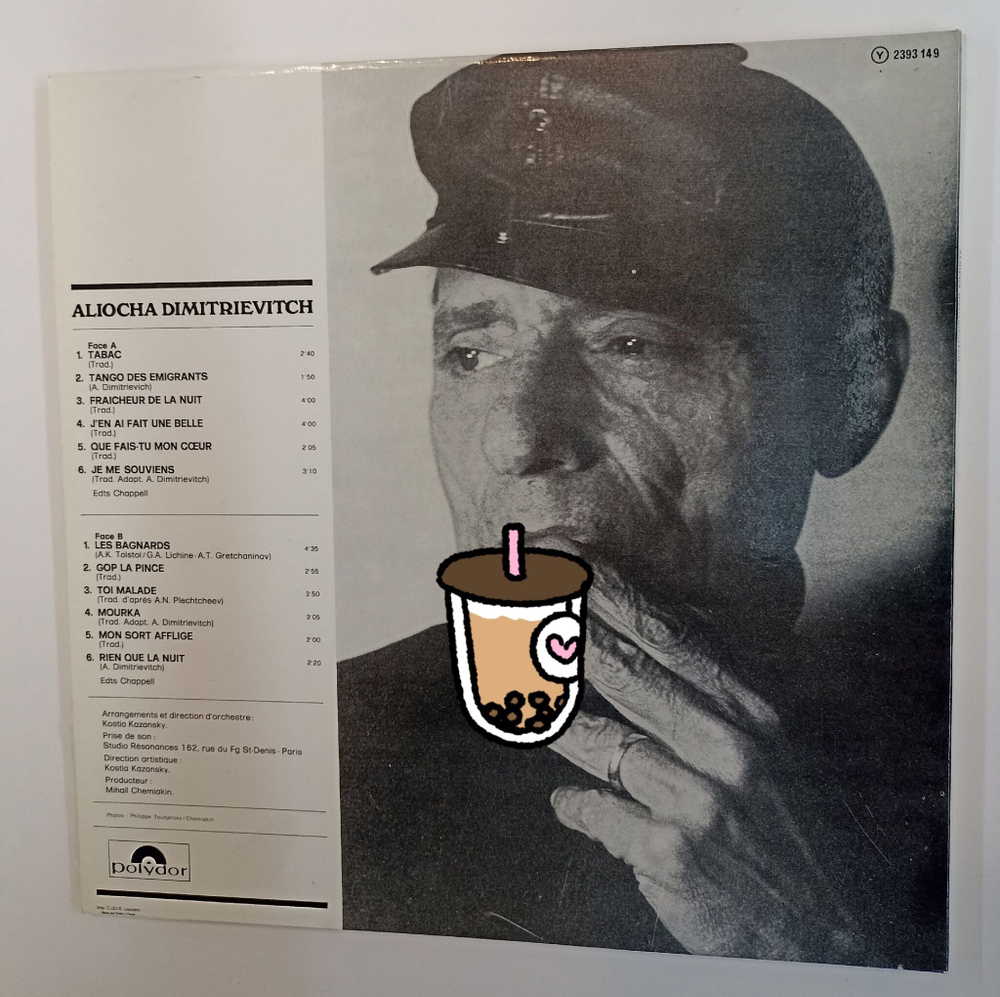 Y 2393 149
ALIOCHA DIMITRIEVITCH
Face A
1. TABAC 2'40
(Trad.)
2. TANGO DES EMIGRANTS 1'50
(A. Dimitrievich)
3. FRAICHEUR DE LA NUIT 4'00
(Trad.)
4. J'EN AI FAIT UNE BELLE 4'00
(Trad.)
5. QUE FAIS-TU MON CŒUR 2'05
(Trad.)
6. JE ME SOUVIENS 3'10
(Trad. Adapt. A. Dimitrievitch)
Edts Chappell
Face B
1. LES BAGNARDS 4'35
(A.K. Tolstoï/G.A. Lichine-A.T. Gretchaninov)
2. GOP LA PINCE 2'55
(Trad.)
3. TOI MALADE 3'50
(Trad. d'après A.N. Plechtcheev)
4. MOURKA 3'05
(Trad. Adapt. A. Dimitrievitch)
5. MON SORT AFFLIGE 2'00
(Trad.)
6. RIEN QUE LA NUIT 2'20
(A. Dimitrievitch)
Edts Chappell
Arrangements et direction d'orchestre :
Kostia Kazansky.
Prise de son :
Studio Résonances 162, rue du Fg St-Denis - Paris
Direction artistique :
Kostia Kazansky.
Producteur :
Mihail Chemiakin.
Photos : Philippe / Chemiakin
polydor